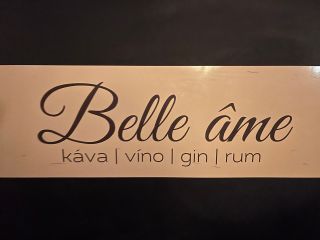 Belle âme
káva | víno | gin | rum